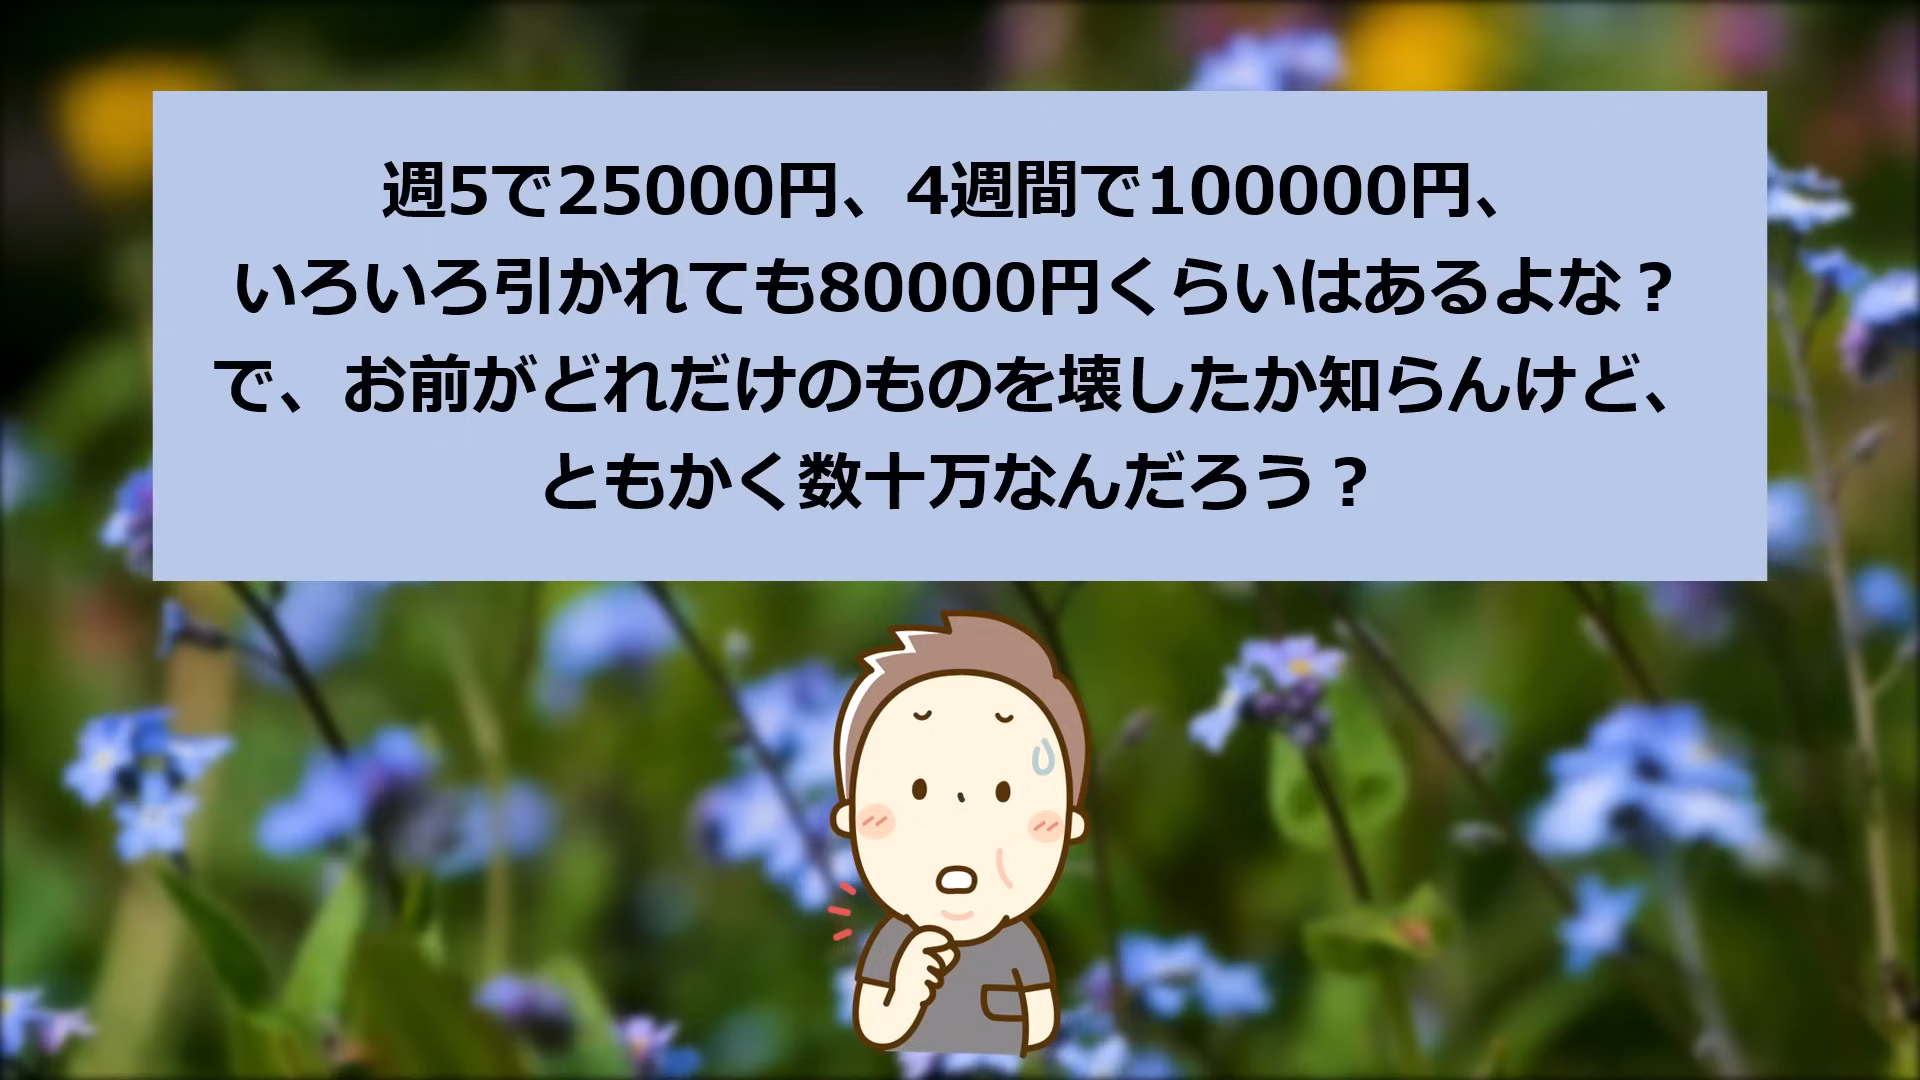 週5で25000円、4週間で100000円、
いろいろ引かれても80000円くらいはあるよな？
で、お前がどれだけのものを壊したか知らんけど、
ともかく数十万なんだろう？